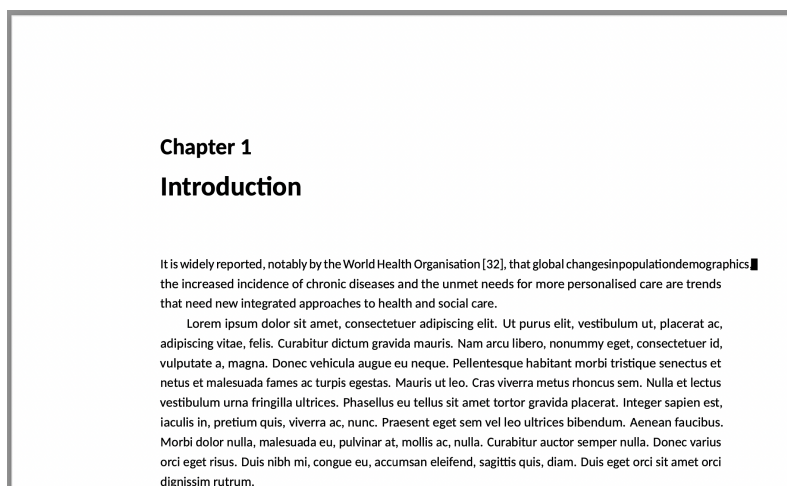 Chapter 1
Introduction
It is widely reported, notably by the World Health Organisation [32], that global changesinpopulationdemographics,
the increased incidence of chronic diseases and the unmet needs for more personalised care are trends
that need new integrated approaches to health and social care.
Lorem ipsum dolor sit amet, consectetuer adipiscing elit. Ut purus elit, vestibulum ut, placerat ac,
adipiscing vitae, felis. Curabitur dictum gravida mauris. Nam arcu libero, nonummy eget, consectetuer id,
vulputate a, magna. Donec vehicula augue eu neque. Pellentesque habitant morbi tristique senectus et
netus et malesuada fames ac turpis egestas. Mauris ut leo. Cras viverra metus rhoncus sem. Nulla et lectus
vestibulum urna fringilla ultrices. Phasellus eu tellus sit amet tortor gravida placerat. Integer sapien est,
iaculis in, pretium quis, viverra ac, nunc. Praesent eget sem vel leo ultrices bibendum. Aenean faucibus.
Morbi dolor nulla, malesuada eu, pulvinar at, mollis ac, nulla. Curabitur auctor semper nulla. Donec varius
orci eget risus. Duis nibh mi, congue eu, accumsan eleifend, sagittis quis, diam. Duis eget orci sit amet orci
dignissim rutrum.